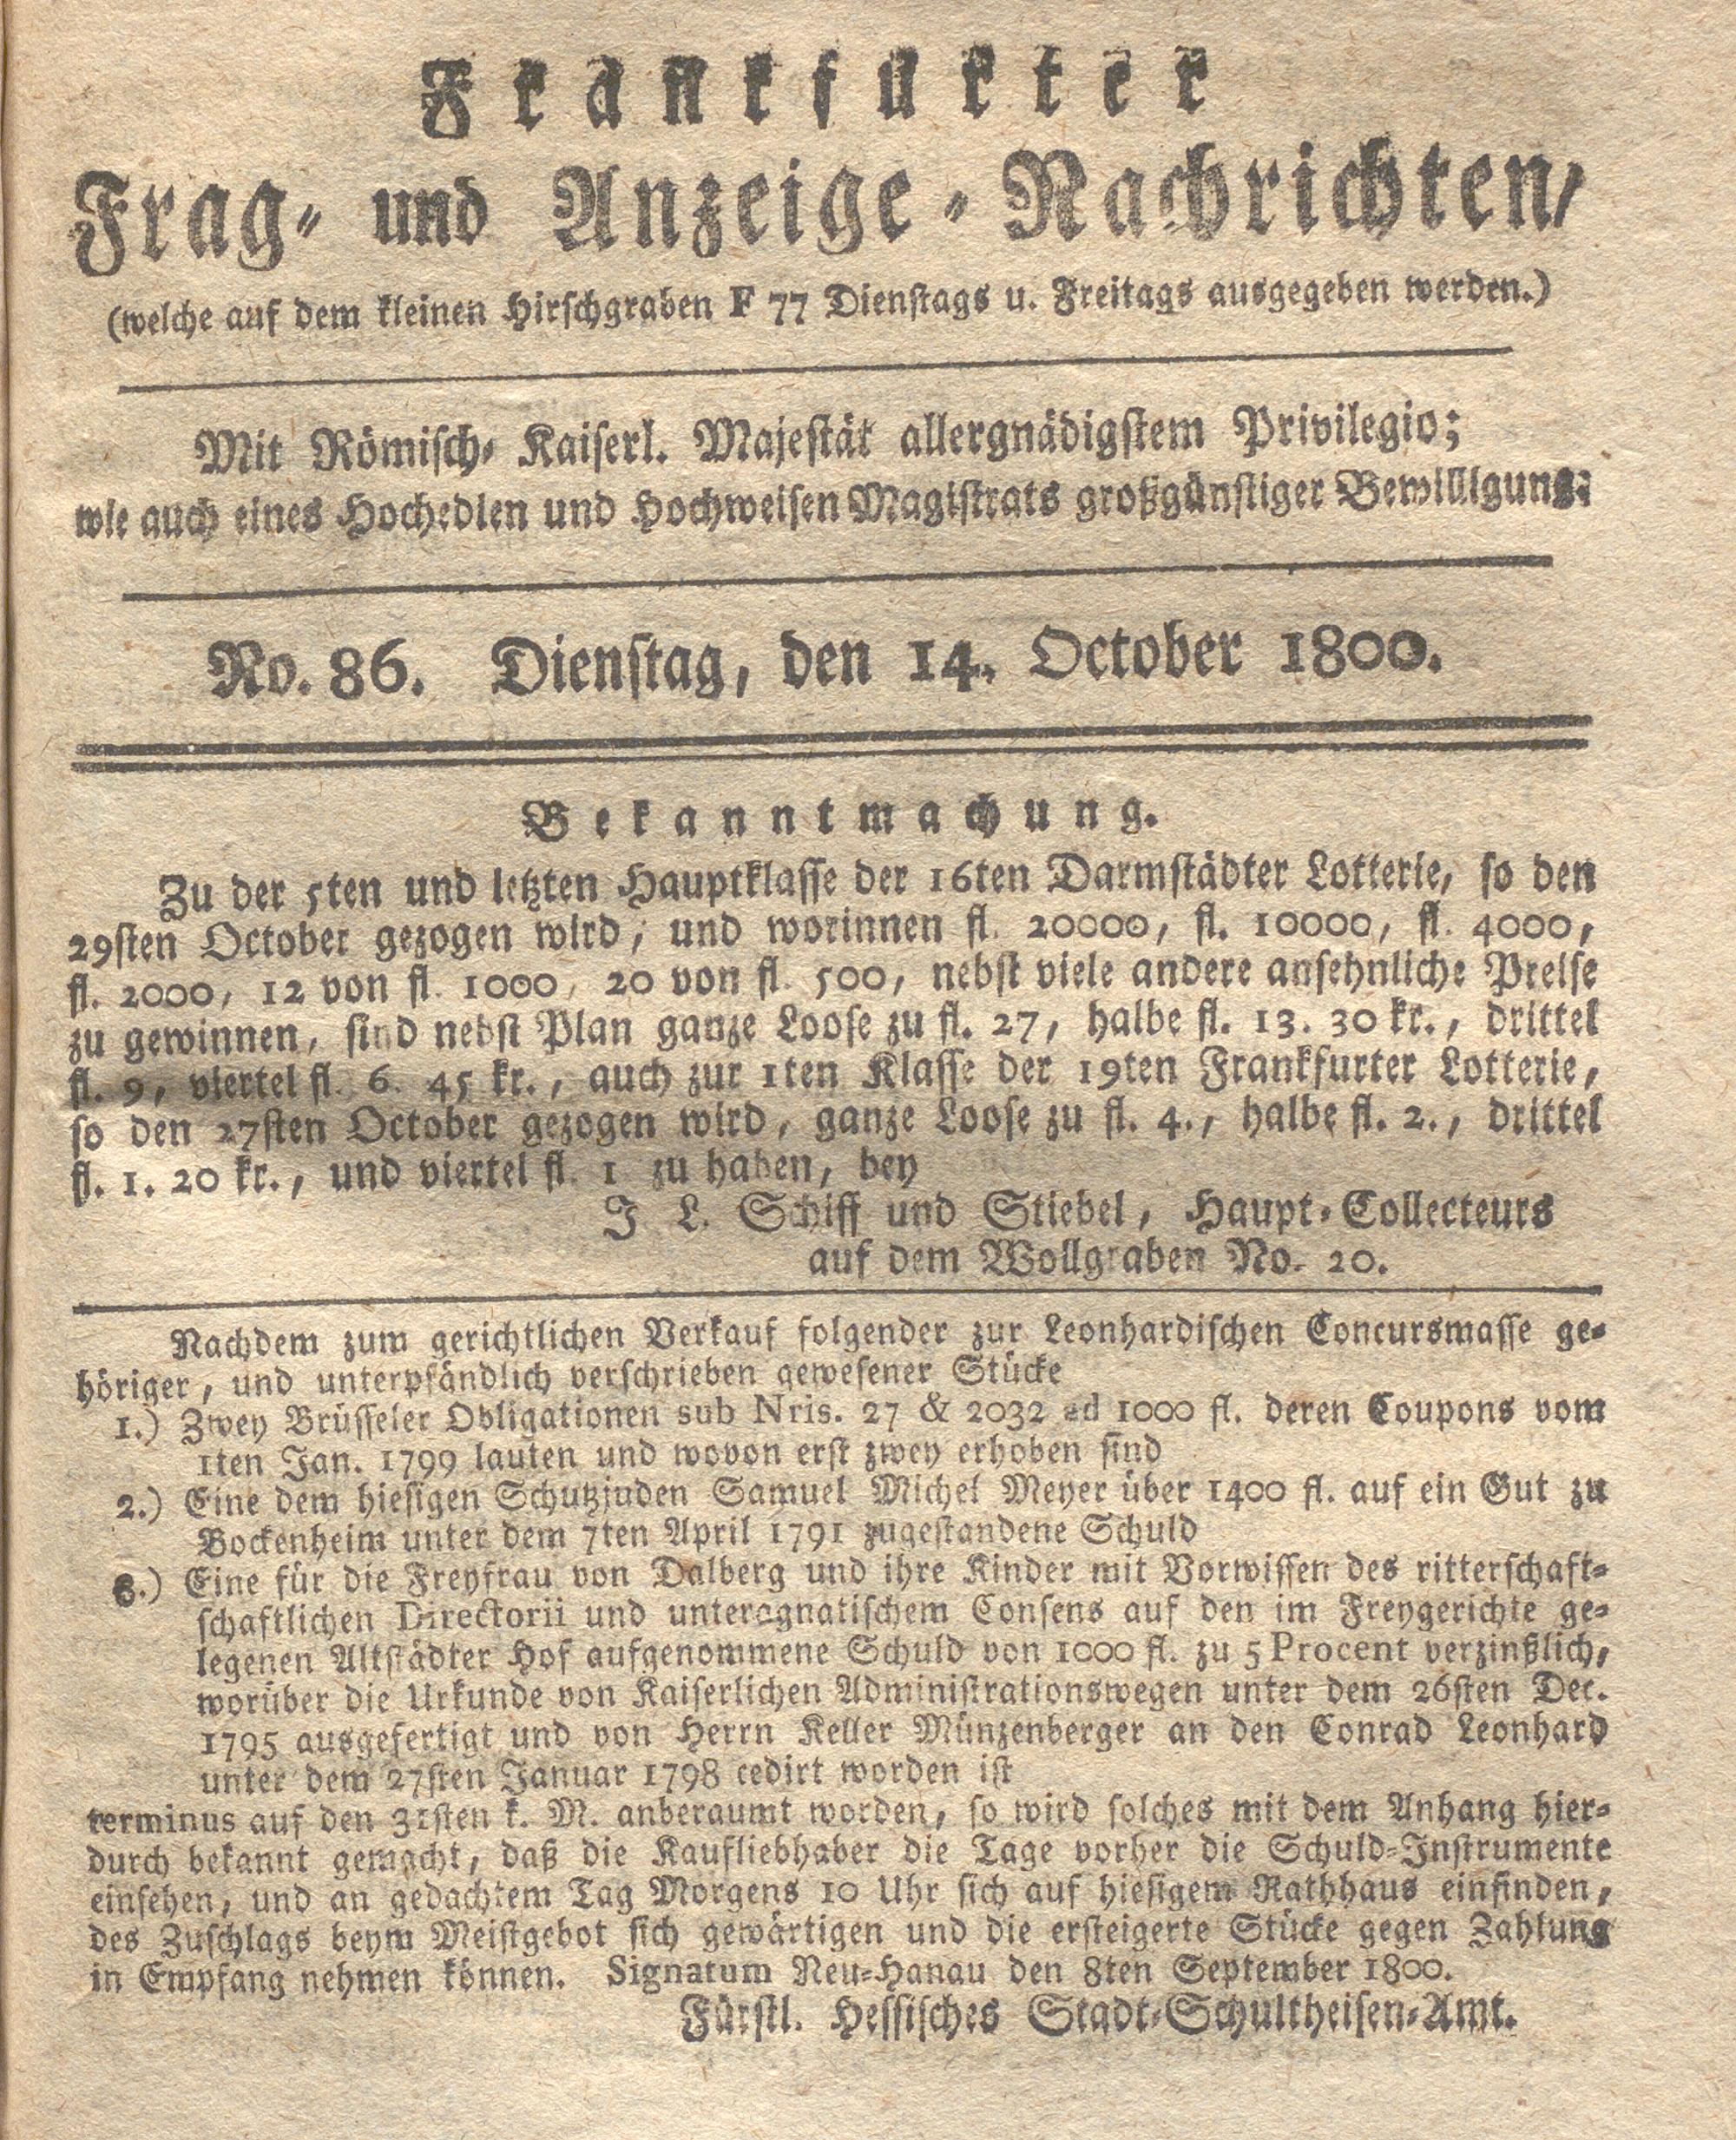 Frankfurter
Frag- und Anzeige-Nachrichten,
(welche auf dem kleinen Hirschgraben F 77 Dienstags u. Freitags ausgegeben werden.)
Mit Römisch- Kaiserl. Majestät allergnädigstem Privilegio;
wie auch eines Hochedlen und Hochweisen Magistrats großgünstiger Bewilligung:
No. 86. Dienstag, den 14. October 1800.
Bekanntmachung.
Zu der 5ten und letzten Hauptklasse der 16ten Darmstädter Lotterie, so den
29sten October gezogen wird, und worinnen fl. 20000, fl. 10000, fl. 4000,
fl. 2000, 12 von fl. 1000, 20 von fl. 500, nebst viele andere ansehnliche Preise
zu gewinnen, sind nebst Plan ganze Loose zu fl. 27, halbe fl. 13. 30 kr., drittel
fl. 9, viertel fl. 6. 45 kr., auch zur 1ten Klasse der 19ten Frankfurter Lotterie,
so den 27sten October gezogen wird, ganze Loose zu fl. 4., halbe fl. 2., drittel
fl. 1. 20 kr., und viertel fl. 1 zu haben, bey
J. L. Schiff und Stiebel, Haupt-Collecteurs
auf dem Wollgraben No. 20.
Nachdem zum gerichtlichen Verkauf folgender zur Leonhardischen Concursmasse ge-
höriger, und unterpfändlich verschrieben gewesener Stücke
1.) Zwey Brüsseler Obligationen sub Nris. 27 & 2032 ad 1000 fl. deren Coupons vom
1ten Jan. 1799 lauten und wovon erst zwey erhoben sind
2.) Eine dem hiesigen Schutzjuden Samuel Michel Meyer über 1400 fl. auf ein Gut zu
Bockenheim unter dem 7ten April 1791 zugestandene Schuld
3.) Eine für die Freyfrau von Dalberg und ihre Kinder mit Vorwissen des ritterschaft-
schaftlichen Directorii und unteragnatischem Consens auf den im Freygerichte ge-
legenen Altstädter Hof aufgenommene Schuld von 1000 fl. zu 5 Procent verzinßlich,
worüber die Urkunde von Kaiserlichen Administrationswegen unter dem 26sten Dec.
1795 ausgefertigt und von Herrn Keller Münzenberger an den Conrad Leonhard
unter dem 27sten Januar 1798 cedirt worden ist
terminus auf den 31sten k. M. anberaumt worden, so wird solches mit dem Anhang hier-
durch bekannt gemacht, daß die Kaufliebhaber die Tage vorher die Schuld-Instrumente
einsehen, und an gedachtem Tag Morgens 10 Uhr sich auf hiesigem Rathhaus einfinden,
des Zuschlags beym Meistgebot sich gewärtigen und die ersteigerte Stücke gegen Zahlung
in Empfang nehmen können. Signatum Neu-Hanau den 8ten September 1800.
Fürstl. Hessisches Stadt-Schultheisen-Amt.